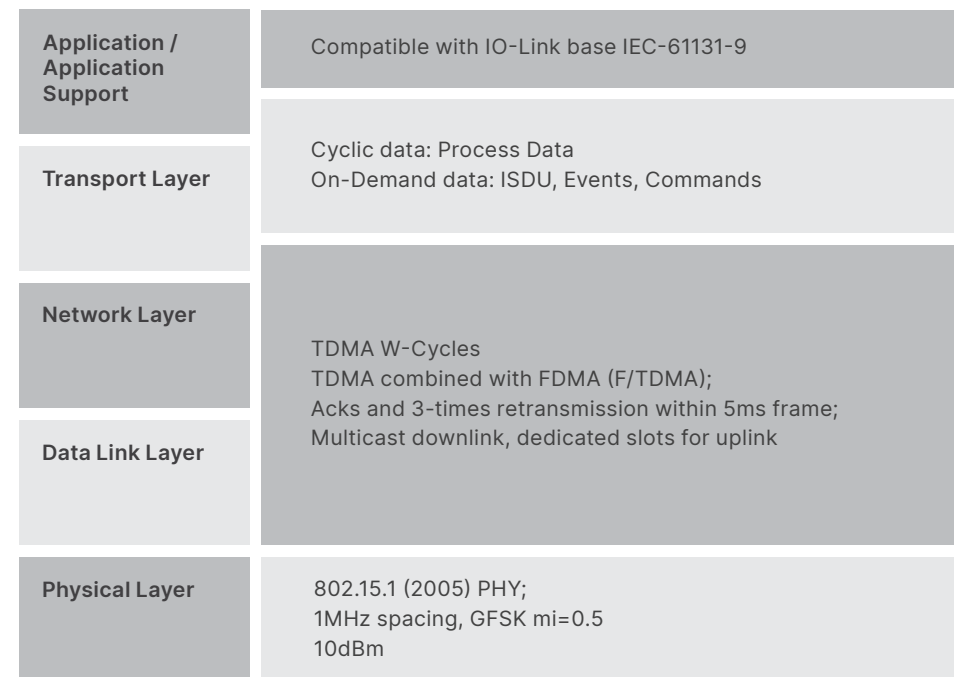 Application /
Application
Support
Compatible with IO-Link base IEC-61131-9
Transport Layer
Cyclic data: Process Data
On-Demand data: ISDU, Events, Commands
Network Layer
Data Link Layer
TDMA W-Cycles
TDMA combined with FDMA (F/TDMA);
Acks and 3-times retransmission within 5ms frame;
Multicast downlink, dedicated slots for uplink
Physical Layer
802.15.1 (2005) PHY;
1MHz spacing, GFSK mi=0.5
10dBm